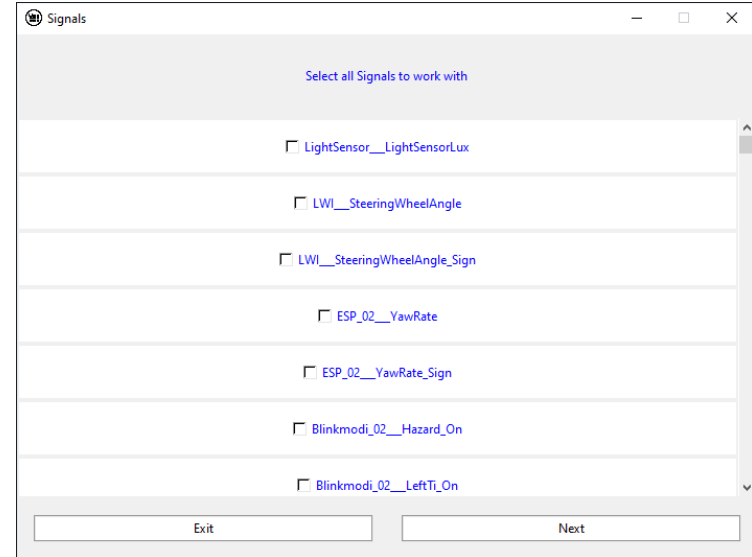 Signals
Select all Signals to work with
LightSensor__LightSensorLux
LWI__SteeringWheelAngle
LWI__SteeringWheelAngle_Sign
ESP_02__YawRate
ESP_02__YawRate_Sign
Blinkmodi_02__Hazard_On
Blinkmodi_02__LeftTi_On
Exit
Next